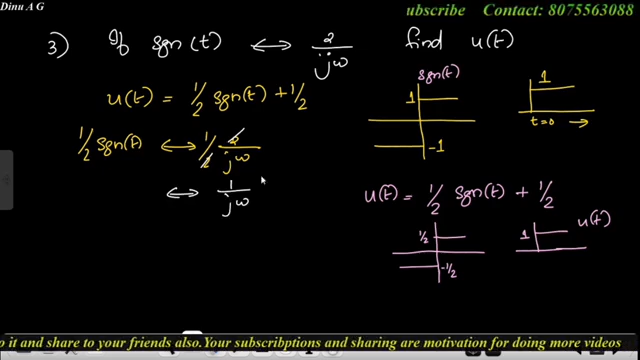 Dinu A G
ubscribe Contact: 8075563088
3) If sgn(t) ↔ 2/jω find u(t)
u(t) = 1/2 sgn(t) + 1/2
1/2 sgn(t) ↔ 1/2 2/jω
↔ 1/jω
sgn(t)
1
-1
1
t=0 →
u(t) = 1/2 sgn(t) + 1/2
1/2
-1/2
1
u(t)
o it and share to your friends also.Your subscribptions and sharing are motivation for doing more videos